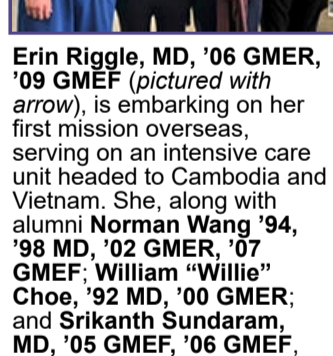 Erin Riggle, MD, ’06 GMER,
’09 GMEF (pictured with
arrow), is embarking on her
first mission overseas,
serving on an intensive care
unit headed to Cambodia and
Vietnam. She, along with
alumni Norman Wang ’94,
’98 MD, ’02 GMER, ’07
GMEF; William “Willie”
Choe, ’92 MD, ’00 GMER;
and Srikanth Sundaram,
MD, ’05 GMEF, ’06 GMEF,